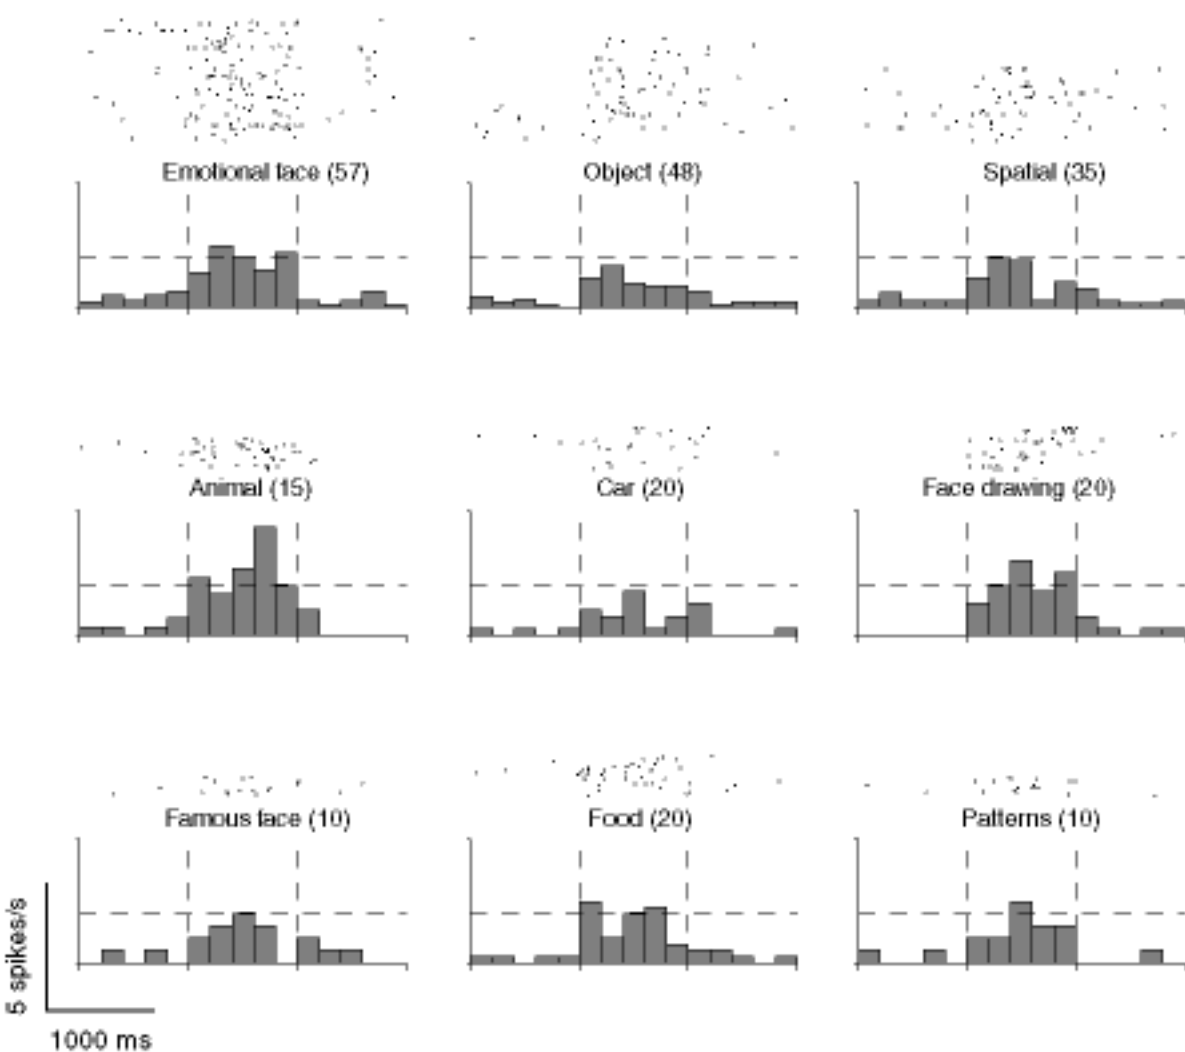 Emotional face (57)
Object (48)
Spatial (35)
Animal (15)
Car (20)
Face drawing (20)
Famous face (10)
Food (20)
Patterns (10)
5 spikes/s
1000 ms